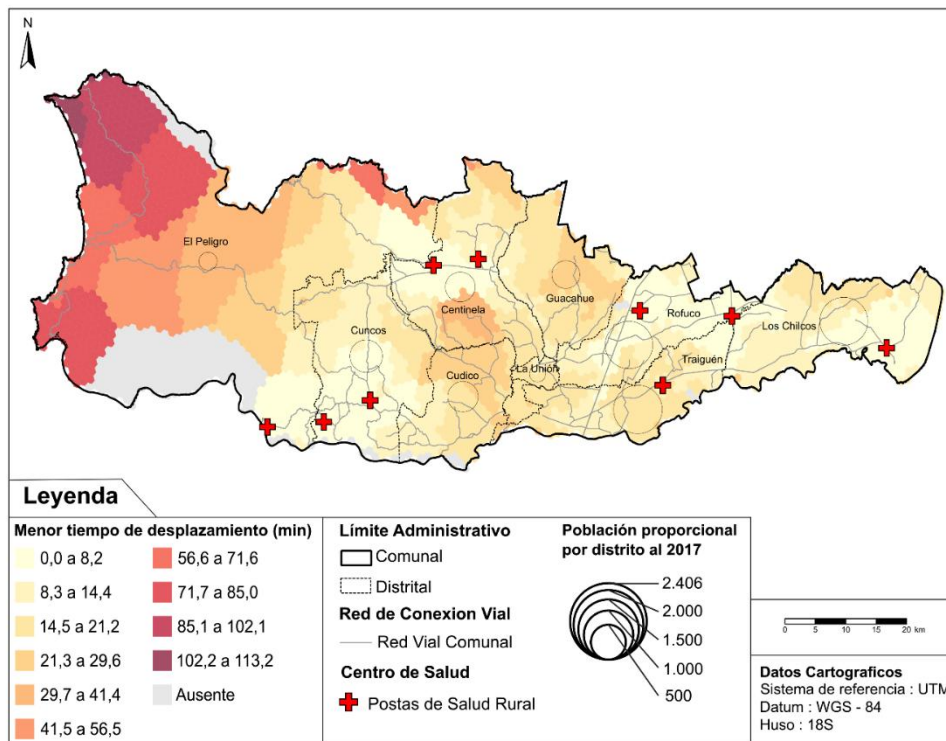 N
El Peligro
Cuncos
Centinela
Cudico
Guacahue
La Unión
Rofuco
Traiguén
Los Chilcos
Leyenda
Menor tiempo de desplazamiento (min)
0,0 a 8,2
8,3 a 14,4
14,5 a 21,2
21,3 a 29,6
29,7 a 41,4
41,5 a 56,5
56,6 a 71,6
71,7 a 85,0
85,1 a 102,1
102,2 a 113,2
Ausente
Límite Administrativo
Comunal
Distrital
Red de Conexion Vial
Red Vial Comunal
Centro de Salud
Postas de Salud Rural
Población proporcional
por distrito al 2017
2.406
2.000
1.500
1.000
500
0 5 10 15 20 km
Datos Cartograficos
Sistema de referencia : UTM
Datum : WGS - 84
Huso : 18S